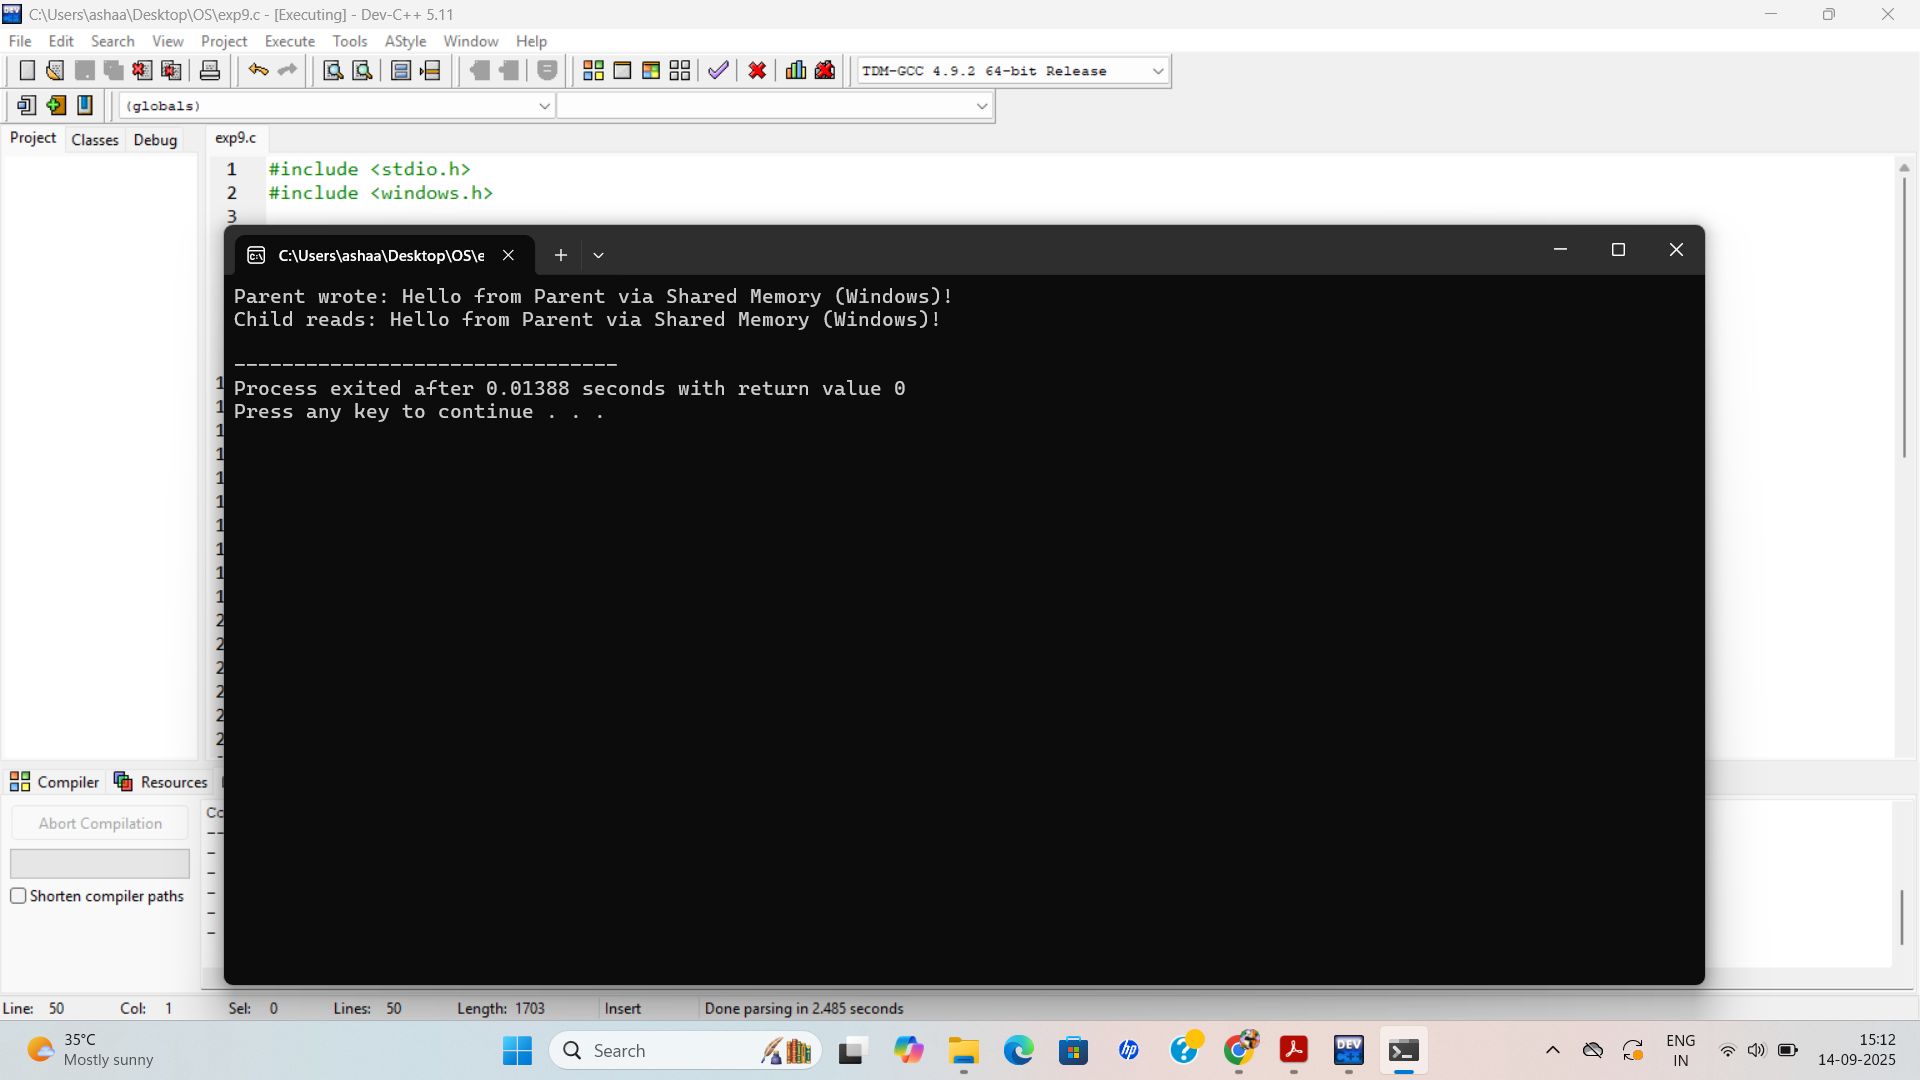 C:\Users\ashaa\Desktop\OS\exp9.c - [Executing] - Dev-C++ 5.11
File Edit Search View Project Execute Tools AStyle Window Help
TDM-GCC 4.9.2 64-bit Release
(globals)
Project Classes Debug exp9.c
1 #include <stdio.h>
2 #include <windows.h>
3
C:\Users\ashaa\Desktop\OS\e
Parent wrote: Hello from Parent via Shared Memory (Windows)!
Child reads: Hello from Parent via Shared Memory (Windows)!
--------------------------------
Process exited after 0.01388 seconds with return value 0
Press any key to continue . . .
Compiler Resources
Abort Compilation
Shorten compiler paths
Line: 50 Col: 1 Sel: 0 Lines: 50 Length: 1703 Insert Done parsing in 2.485 seconds
35°C
Mostly sunny
Search
ENG
IN
15:12
14-09-2025